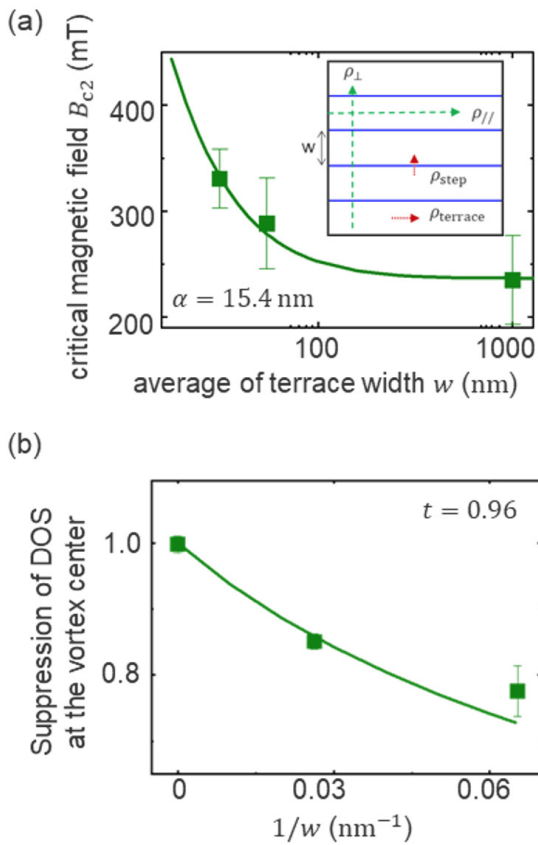 (a)
critical magnetic field B_c2 (mT)
400
300
200
ρ⊥
ρ//
w
ρstep
ρterrace
α = 15.4 nm
100
1000
average of terrace width w (nm)
(b)
Suppression of DOS
at the vortex center
1.0
0.8
t = 0.96
0
0.03
0.06
1/w (nm⁻¹)